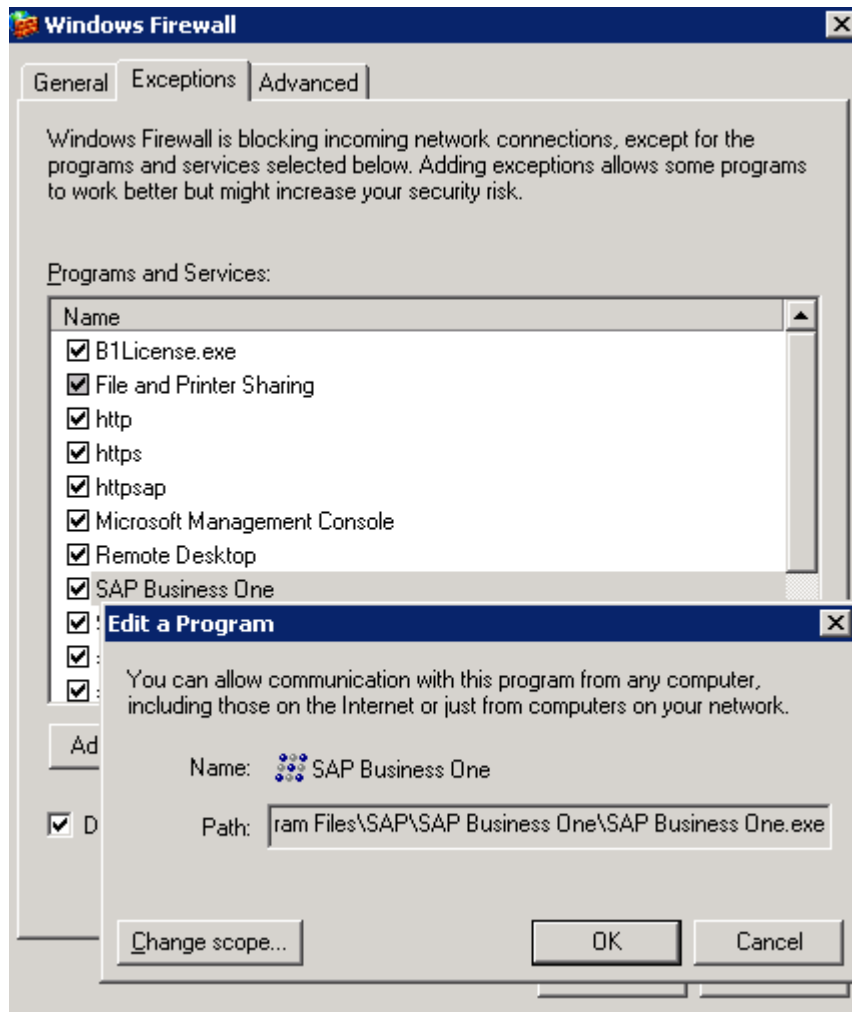 Windows Firewall
General Exceptions Advanced
Windows Firewall is blocking incoming network connections, except for the
programs and services selected below. Adding exceptions allows some programs
to work better but might increase your security risk.
Programs and Services:
Name
B1License.exe
File and Printer Sharing
http
https
httpsap
Microsoft Management Console
Remote Desktop
SAP Business One
Edit a Program
You can allow communication with this program from any computer,
including those on the Internet or just from computers on your network.
Ad
Name: SAP Business One
D
Path: ram Files\SAP\SAP Business One\SAP Business One.exe
Change scope... OK Cancel